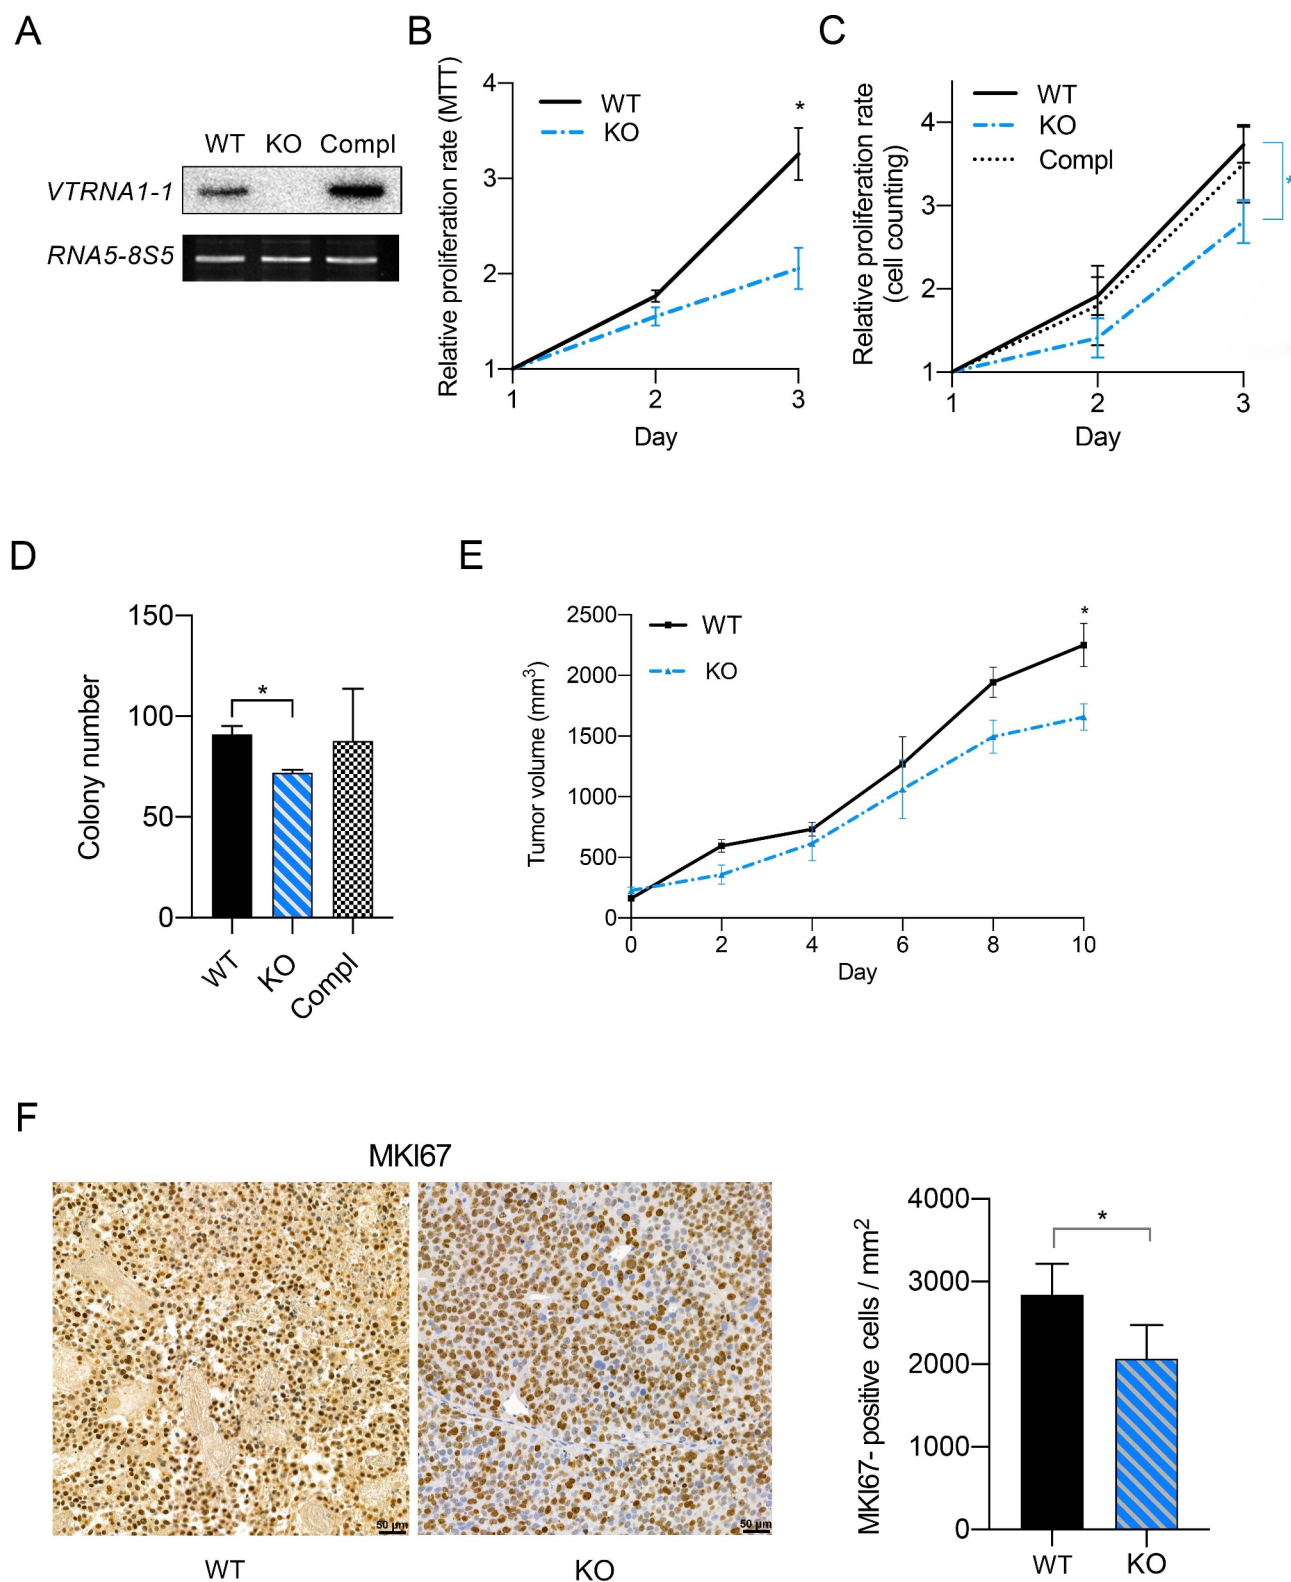 A
WT KO Compl
VTRNA1-1
RNA5-8S5
B
Relative proliferation rate (MTT)
4
3
2
1
WT
KO
*
1 2 3
Day
C
Relative proliferation rate
(cell counting)
4
3
2
1
WT
KO
Compl
*
1 2 3
Day
D
Colony number
150
100
50
0
*
WT KO Compl
E
Tumor volume (mm3)
2500
2000
1500
1000
500
0
WT
KO
*
0 2 4 6 8 10
Day
F
MKI67
50 µm
50 µm
WT KO
MKI67- positive cells / mm2
4000
3000
2000
1000
0
*
WT KO